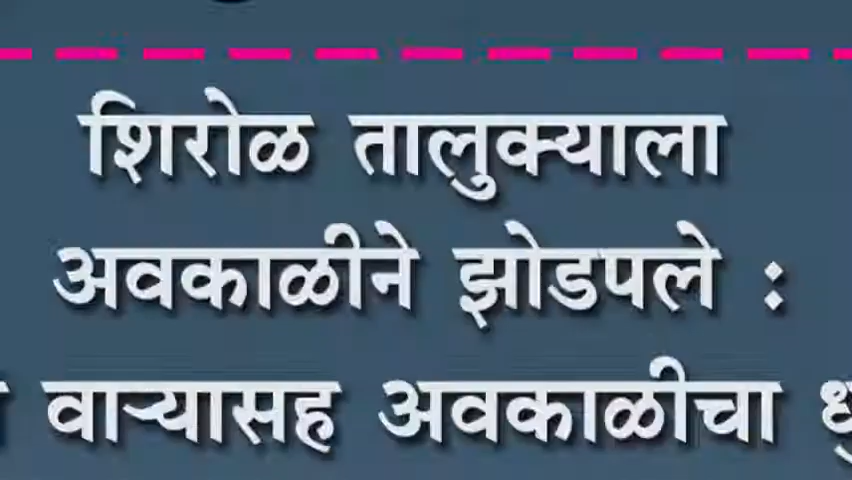 शिरोळ तालुक्याला
अवकाळीने झोडपले :
वाऱ्यासह अवकाळीचा